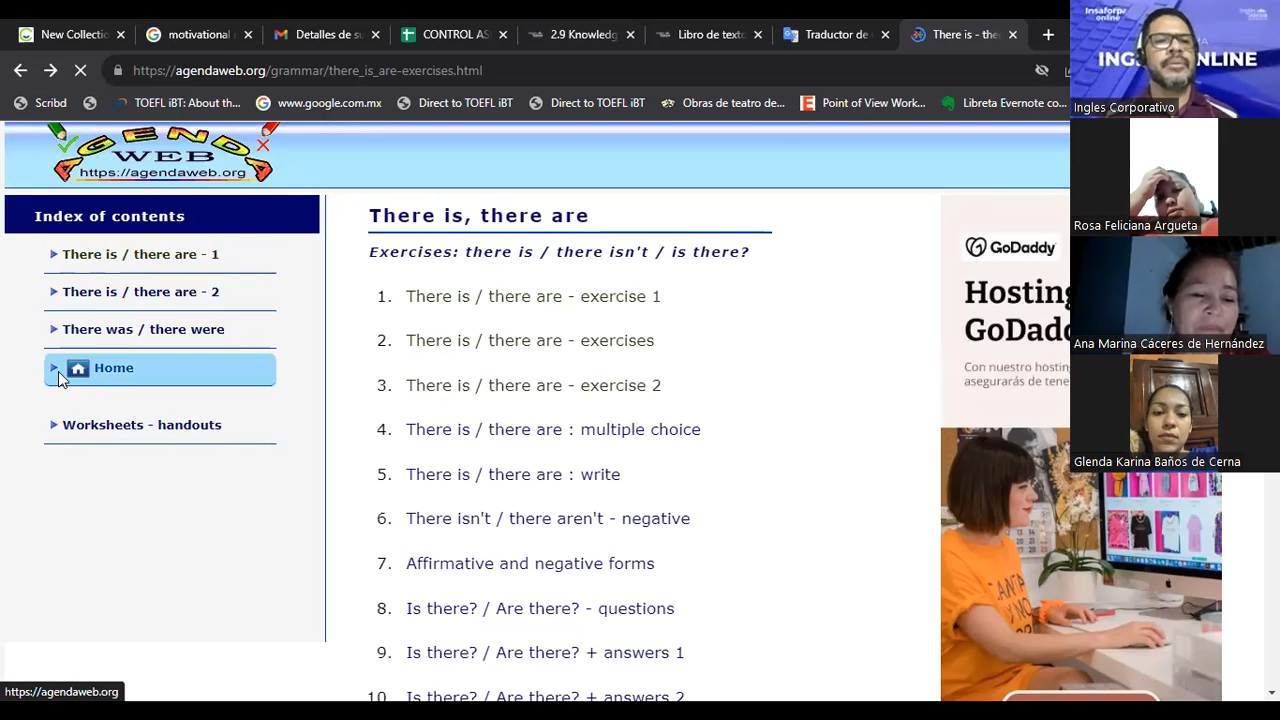 New Collectio
motivational
Detalles de su
CONTROL AS
2.9 Knowledg
Libro de texto
Traductor de
There is - the
https://agendaweb.org/grammar/there_is_are-exercises.html
Scribd
TOEFL iBT: About th...
www.google.com.mx
Direct to TOEFL iBT
Direct to TOEFL iBT
Obras de teatro de...
Point of View Work...
Libreta Evernote co...
AGENDA
WEB
https://agendaweb.org
Index of contents
There is / there are - 1
There is / there are - 2
There was / there were
Home
Worksheets - handouts
There is, there are
Exercises: there is / there isn't / is there?
1. There is / there are - exercise 1
2. There is / there are - exercises
3. There is / there are - exercise 2
4. There is / there are : multiple choice
5. There is / there are : write
6. There isn't / there aren't - negative
7. Affirmative and negative forms
8. Is there? / Are there? - questions
9. Is there? / Are there? + answers 1
10. Is there? / Are there? + answers 2
GoDaddy
Hosting
GoDadd
Con nuestro hostin
asegurarás de tene
https://agendaweb.org
Insaforp
online
ING
NLINE
Ingles Corporativo
Rosa Feliciana Argueta
Ana Marina Cáceres de Hernández
Glenda Karina Baños de Cerna